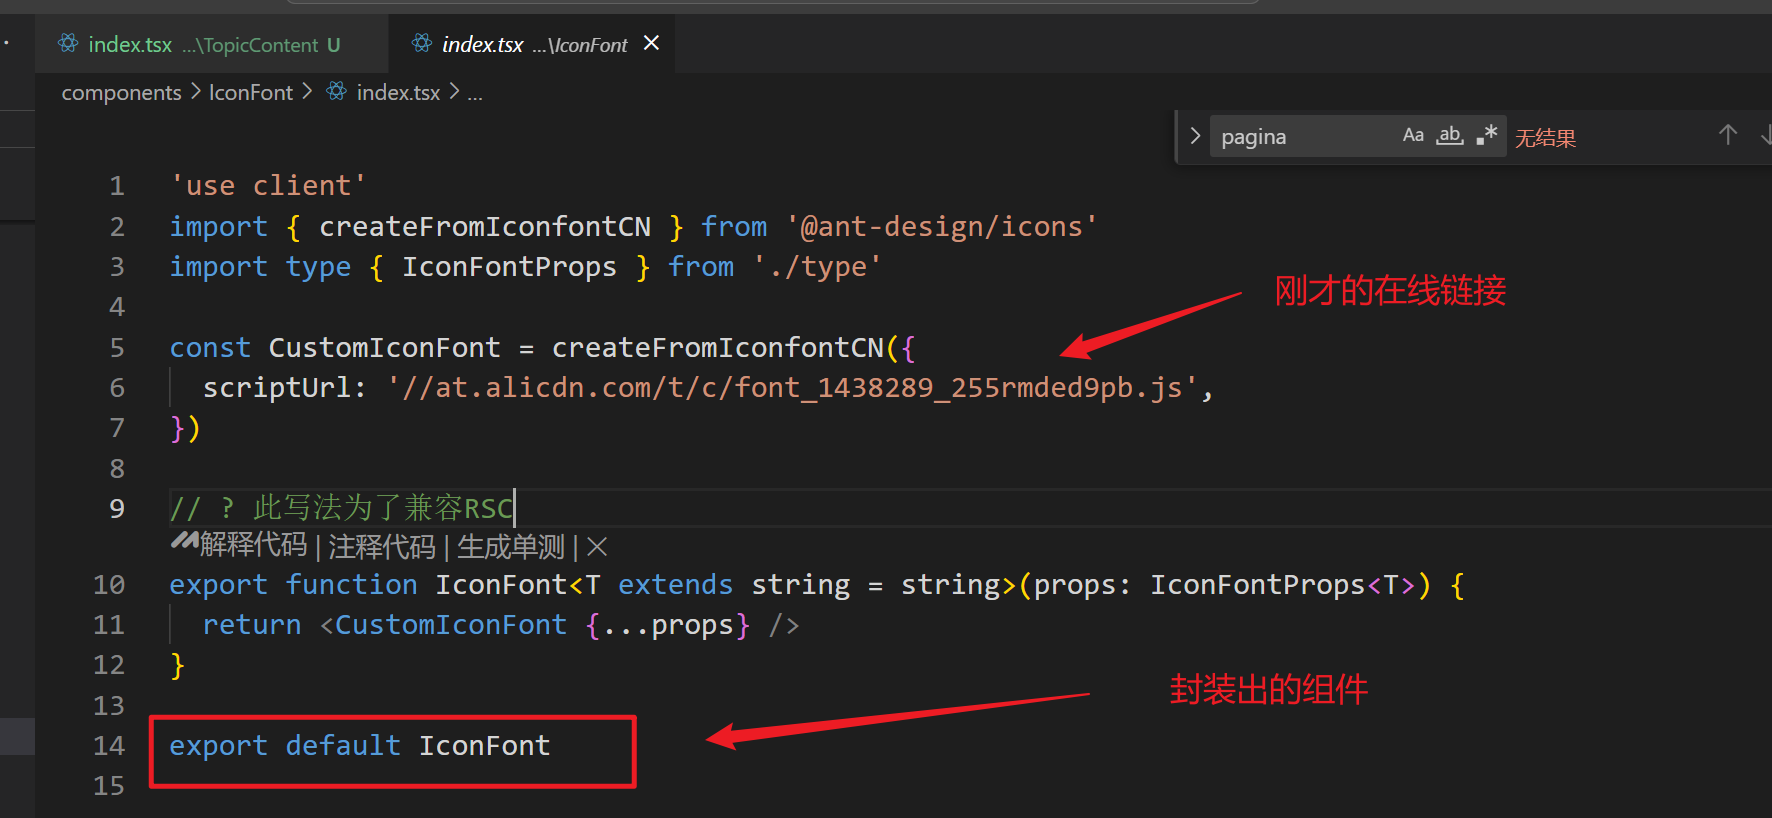 index.tsx ...\TopicContent U
index.tsx ...\IconFont
components > IconFont > index.tsx > ...
pagina Aa ab .* 无结果
1 'use client'
2 import { createFromIconfontCN } from '@ant-design/icons'
3 import type { IconFontProps } from './type'
刚才的在线链接
4
5 const CustomIconFont = createFromIconfontCN({
6 scriptUrl: '//at.alicdn.com/t/c/font_1438289_255rmded9pb.js',
7 })
8
9 // ? 此写法为了兼容RSC
解释代码 | 注释代码 | 生成单测 |
10 export function IconFont<T extends string = string>(props: IconFontProps<T>) {
11 return <CustomIconFont {...props} />
12 }
封装出的组件
13
14 export default IconFont
15